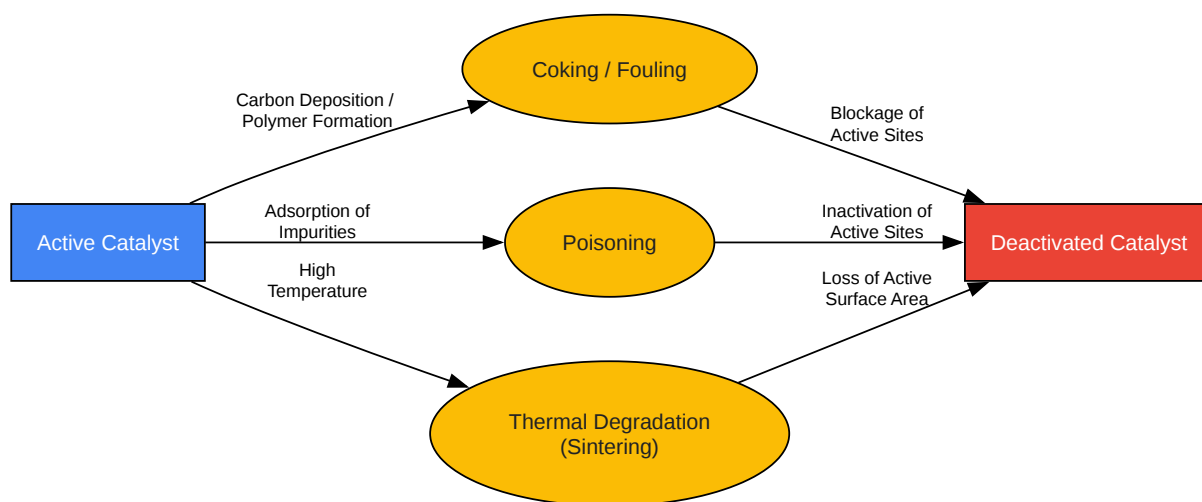 Coking / Fouling
Carbon Deposition /
Polymer Formation
Blockage of
Active Sites
Active Catalyst
Adsorption of
Impurities
Poisoning
Inactivation of
Active Sites
Deactivated Catalyst
High
Temperature
Loss of Active
Surface Area
Thermal Degradation
(Sintering)